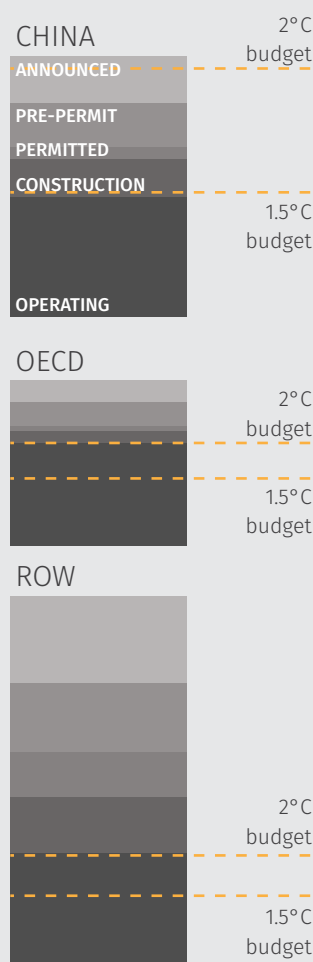 CHINA
2°C
budget
ANNOUNCED
PRE-PERMIT
PERMITTED
CONSTRUCTION
1.5°C
budget
OPERATING
OECD
2°C
budget
1.5°C
budget
ROW
2°C
budget
1.5°C
budget